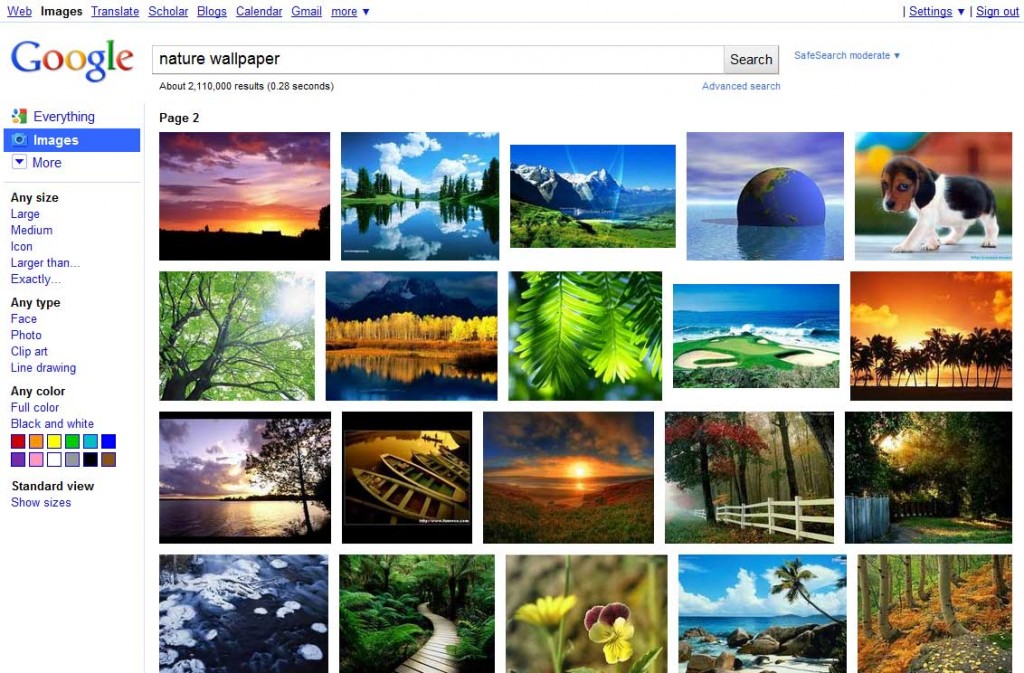 Web Images Translate Scholar Blogs Calendar Gmail more ▼ | Settings ▼ | Sign out
Google
nature wallpaper Search SafeSearch moderate ▼
About 2,110,000 results (0.28 seconds) Advanced search
Everything
Page 2
Images
More
Any size
Large
Medium
Icon
Larger than...
Exactly...
Any type
Face
Photo
Clip art
Line drawing
Any color
Full color
Black and white
Standard view
Show sizes